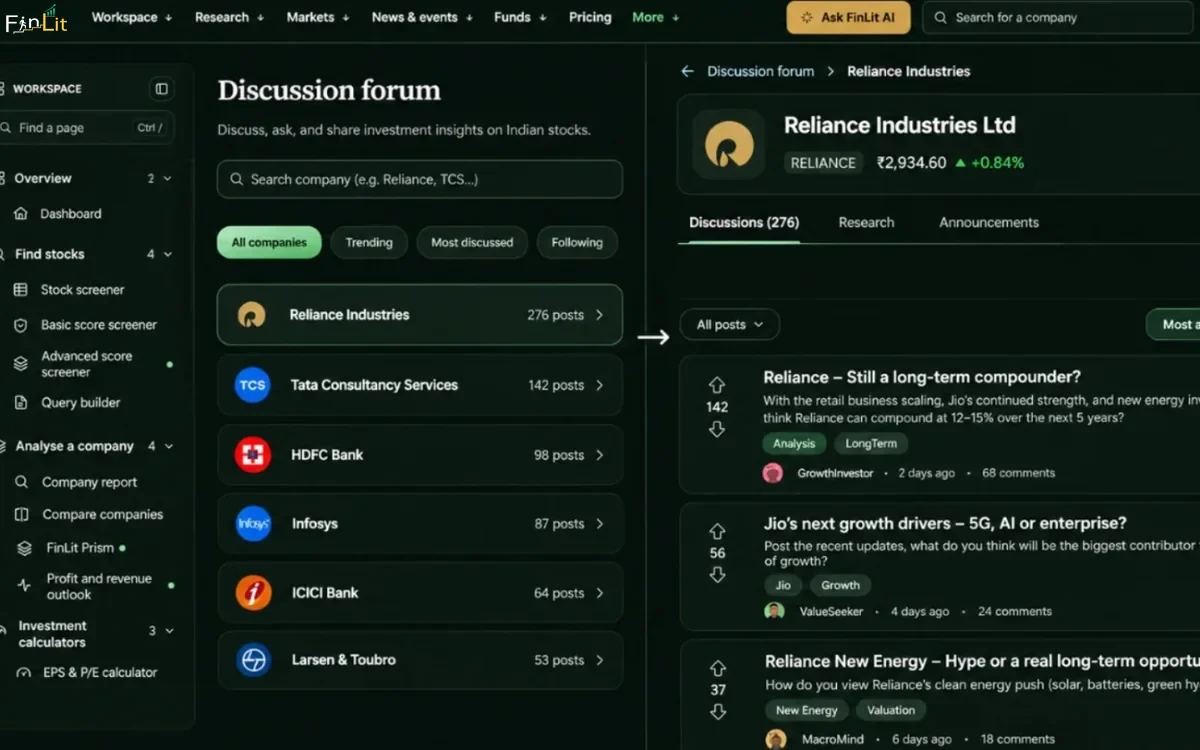 FinLit
Workspace
Research
Markets
News & events
Funds
Pricing
More
Ask FinLit AI
Search for a company
WORKSPACE
Find a page
Ctrl /
Overview 2
Dashboard
Find stocks 4
Stock screener
Basic score screener
Advanced score
screener
Query builder
Analyse a company 4
Company report
Compare companies
FinLit Prism
Profit and revenue
outlook
Investment
calculators 3
EPS & P/E calculator
Discussion forum
Discuss, ask, and share investment insights on Indian stocks.
Search company (e.g. Reliance, TCS...)
All companies
Trending
Most discussed
Following
Reliance Industries 276 posts
TCS Tata Consultancy Services 142 posts
HDFC Bank 98 posts
Infosys Infosys 87 posts
ICICI Bank 64 posts
Larsen & Toubro 53 posts
Discussion forum > Reliance Industries
Reliance Industries Ltd
RELIANCE ₹2,934.60 ▲ +0.84%
Discussions (276)
Research
Announcements
All posts
Most a
Reliance – Still a long-term compounder?
With the retail business scaling, Jio's continued strength, and new energy inv
think Reliance can compound at 12–15% over the next 5 years?
142
Analysis LongTerm
GrowthInvestor • 2 days ago • 68 comments
Jio's next growth drivers – 5G, AI or enterprise?
Post the recent updates, what do you think will be the biggest contributor
of growth?
56
Jio Growth
ValueSeeker • 4 days ago • 24 comments
Reliance New Energy – Hype or a real long-term opportu
How do you view Reliance's clean energy push (solar, batteries, green hy
37
New Energy Valuation
MacroMind • 6 days ago • 18 comments